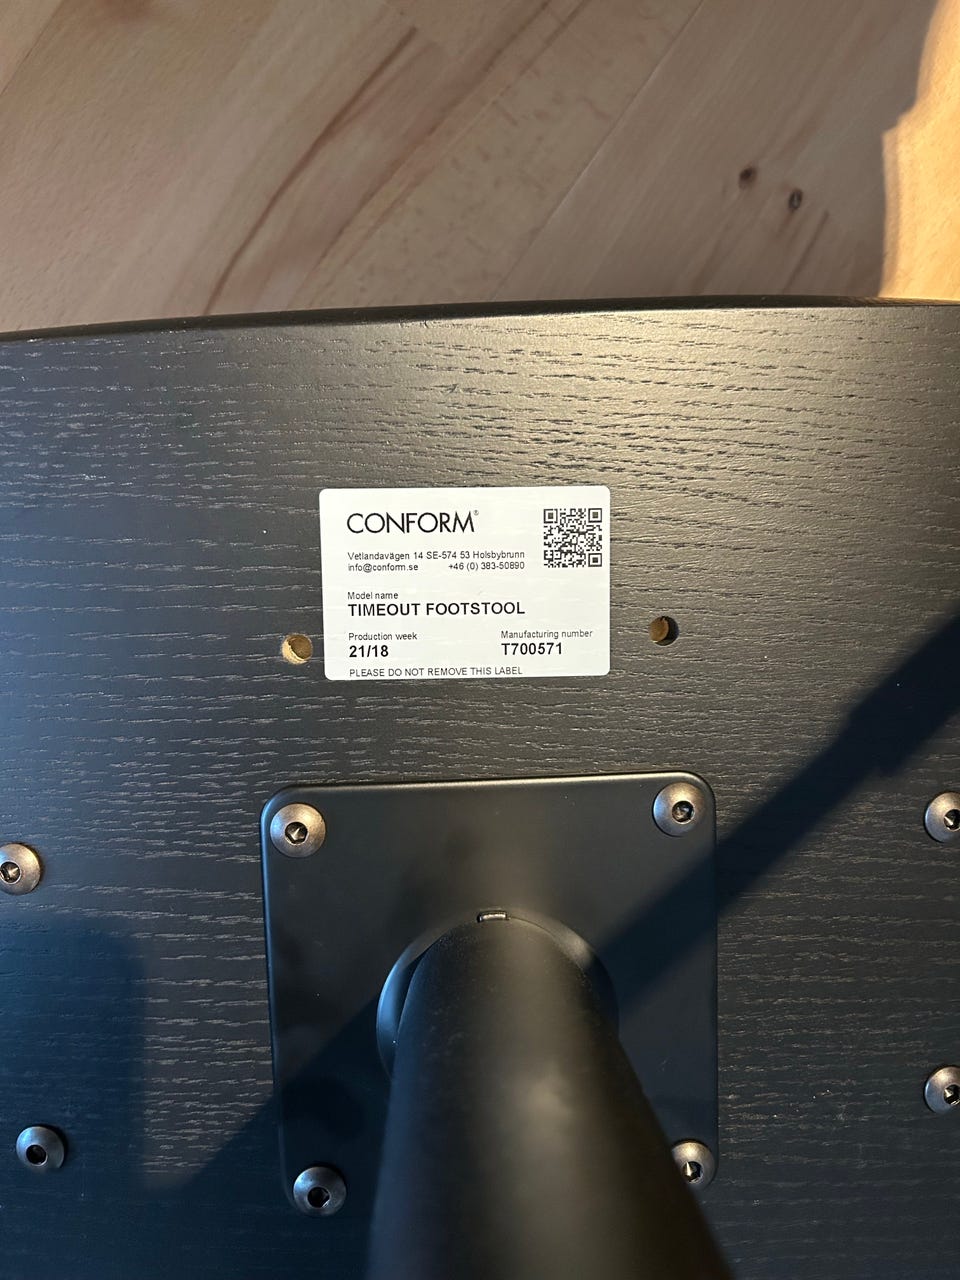 CONFORM®
Vetlandavägen 14 SE-574 53 Holsbybrunn
info@conform.se +46 (0) 383-50890
Model name
TIMEOUT FOOTSTOOL
Production week Manufacturing number
21/18 T700571
PLEASE DO NOT REMOVE THIS LABEL